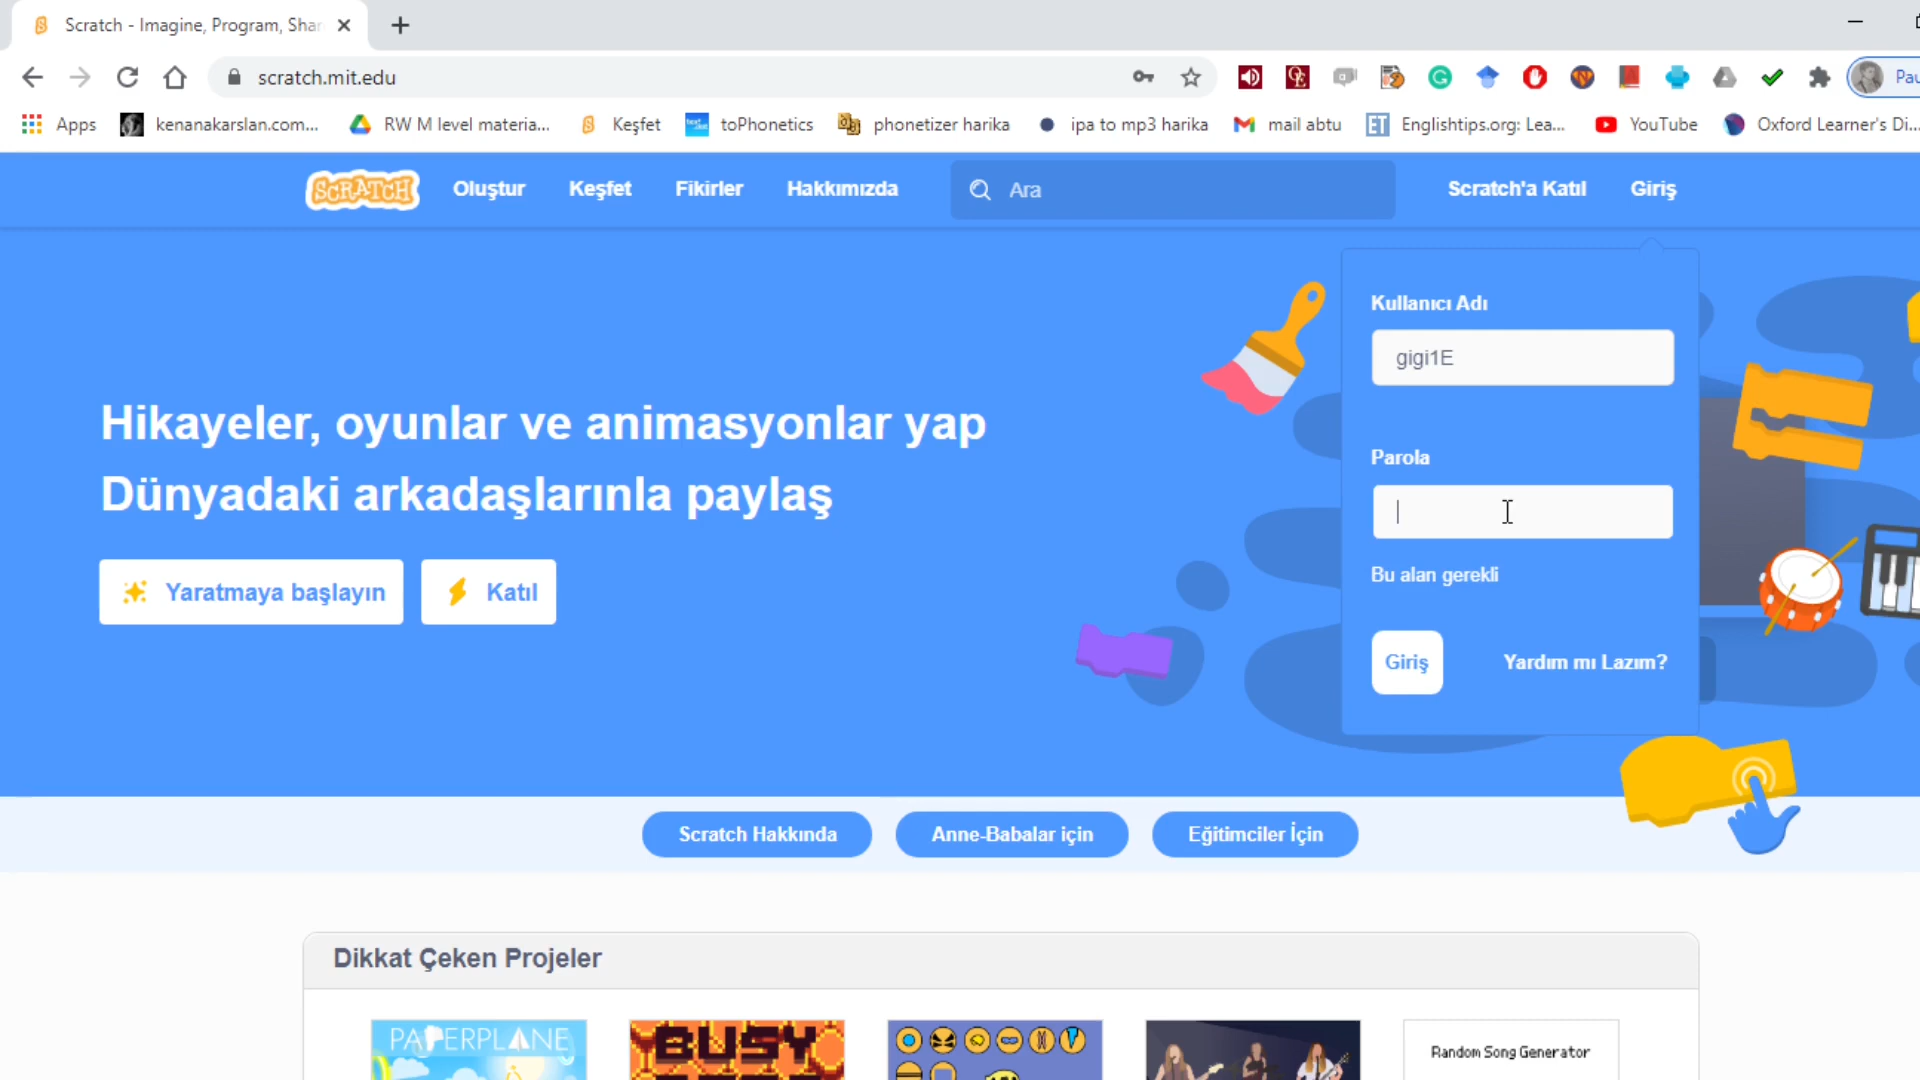 Scratch - Imagine, Program, Shar
scratch.mit.edu
Pau
Apps
kenanakarslan.com...
RW M level materia...
Keşfet
toPhonetics
phonetizer harika
ipa to mp3 harika
mail abtu
ET
Englishtips.org: Lea...
YouTube
Oxford Learner's Di...
SCRATCH
Oluştur
Keşfet
Fikirler
Hakkımızda
Ara
Scratch'a Katıl
Giriş
Kullanıcı Adı
gigi1E
Parola
Bu alan gerekli
Giriş
Yardım mı Lazım?
Hikayeler, oyunlar ve animasyonlar yap
Dünyadaki arkadaşlarınla paylaş
Yaratmaya başlayın
Katıl
Scratch Hakkında
Anne-Babalar için
Eğitimciler İçin
Dikkat Çeken Projeler
PAPERPLANE
BUSY
Random Song Generator